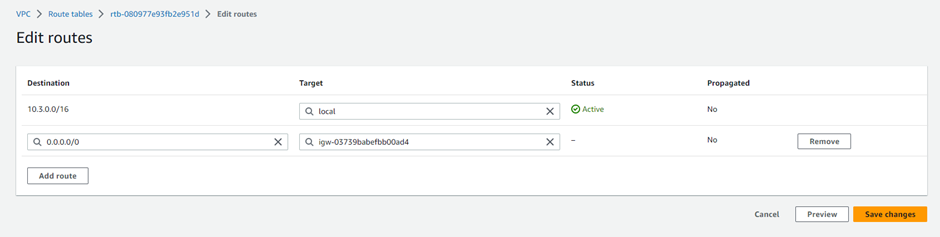 VPC > Route tables > rtb-080977e93fb2e951d > Edit routes
Edit routes
Destination Target Status Propagated
10.3.0.0/16 local Active No
0.0.0.0/0 igw-03739babefbb00ad4 – No Remove
Add route
Cancel Preview Save changes